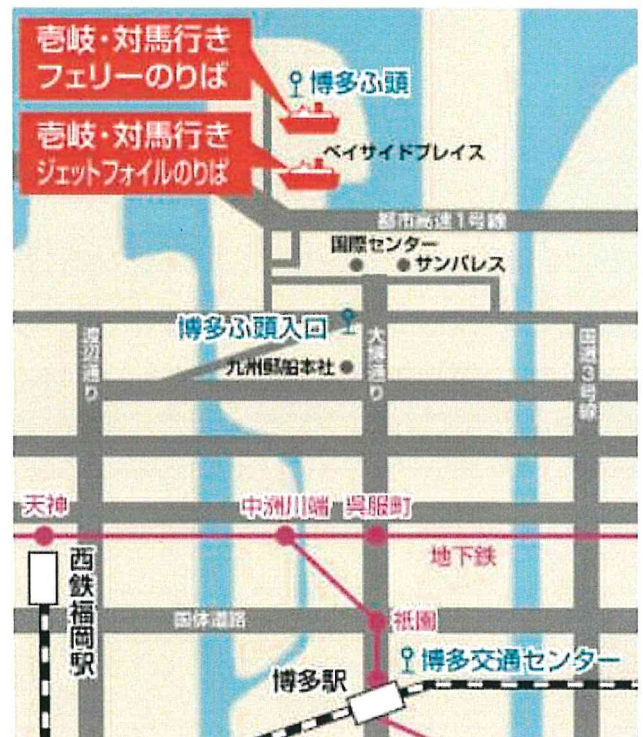 壱岐・対馬行き
フェリーのりば
博多ふ頭
壱岐・対馬行き
ジェットフォイルのりば
ベイサイドプレイス
都市高速1号線
国際センター
サンパレス
博多ふ頭入口
渡辺通り
大博通り
国道3号線
九州郵船本社
天神
中洲川端
呉服町
地下鉄
西鉄福岡駅
国体道路
祇園
博多交通センター
博多駅